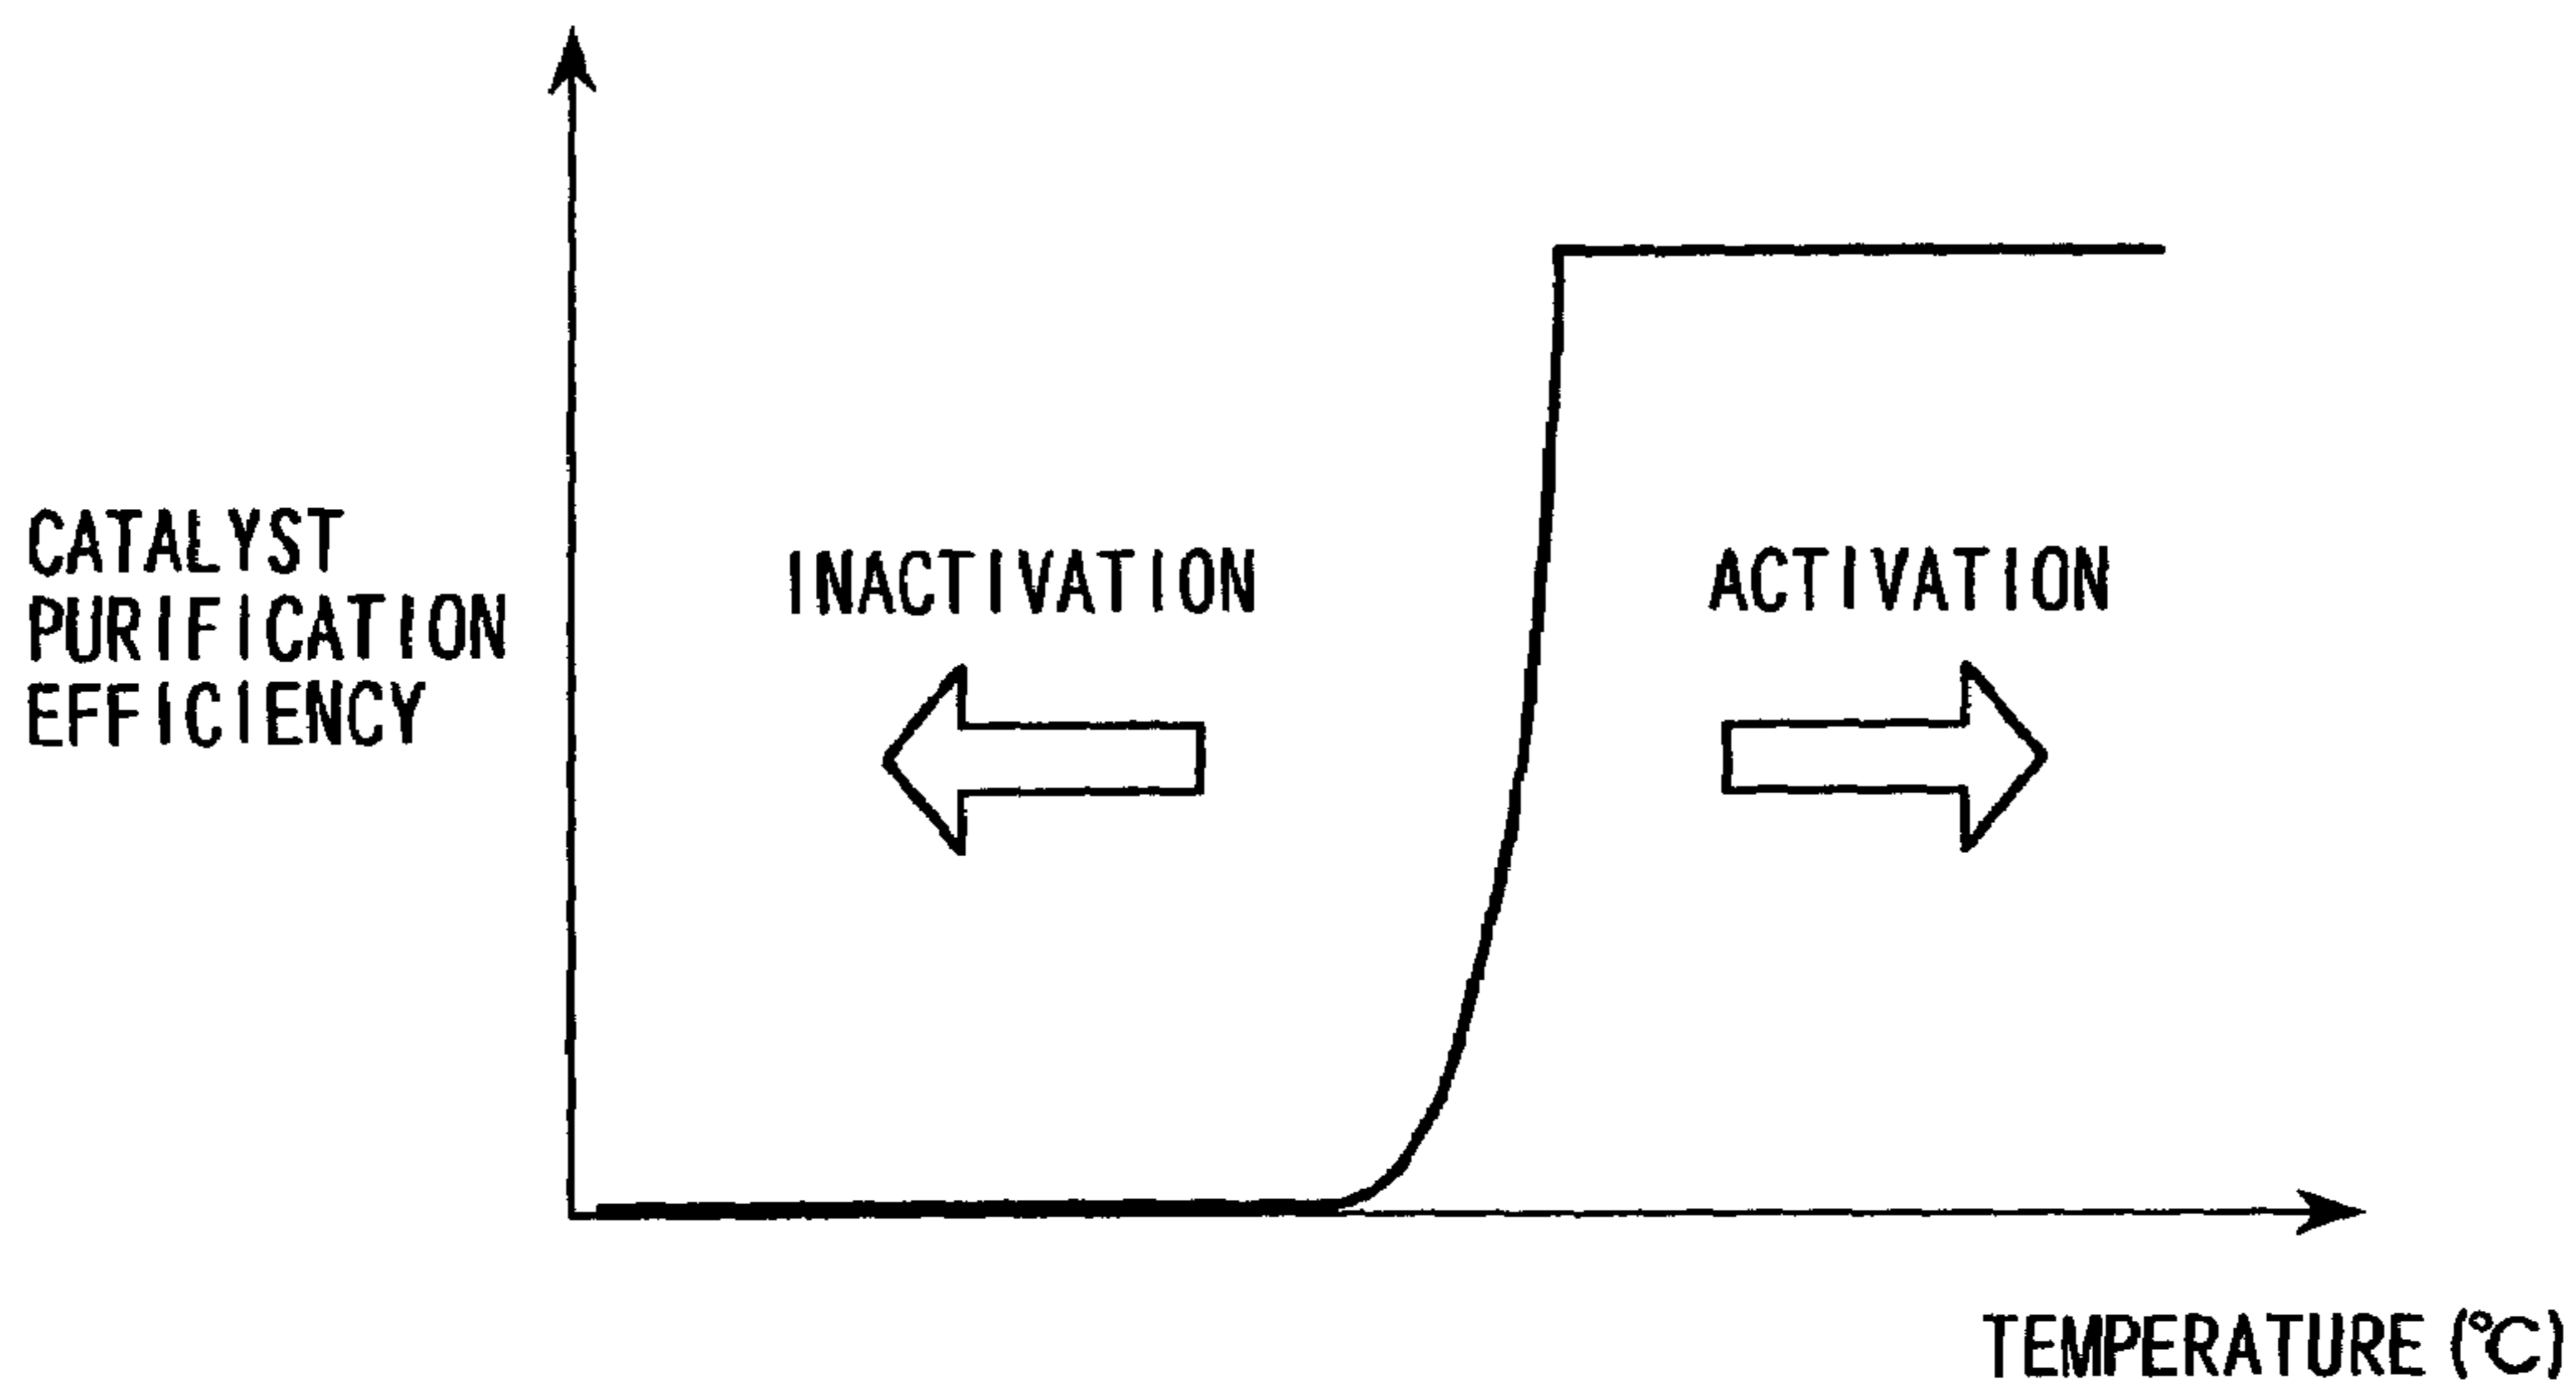 CATALYST
PURIFICATION
EFFICIENCY
INACTIVATION
ACTIVATION
TEMPERATURE (°C)